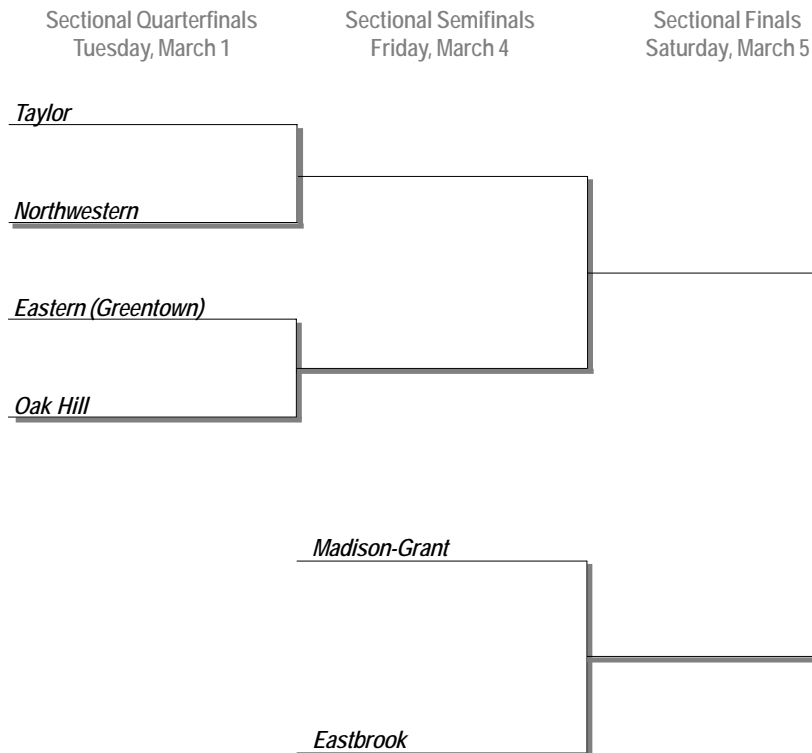 Sectional Quarterfinals
Tuesday, March 1
Sectional Semifinals
Friday, March 4
Sectional Finals
Saturday, March 5
Taylor
Northwestern
Eastern (Greentown)
Oak Hill
Madison-Grant
Eastbrook